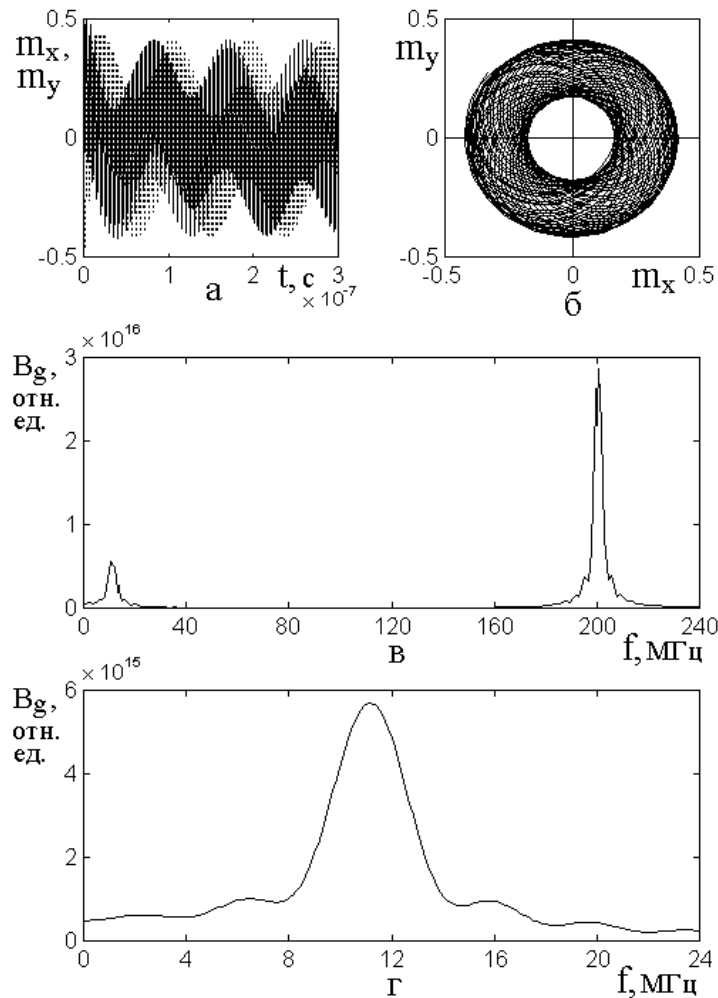 mx,
my
0.5
0
-0.5
0
1
2
3
t, с
× 10⁻⁷
а
my
0.5
0
-0.5
-0.5
0
0.5
mx
б
× 10¹⁶
Bg,
отн.
ед.
3
2
1
0
0
40
80
120
160
200
240
f, МГц
в
× 10¹⁵
Bg,
отн.
ед.
6
4
2
0
0
4
8
12
16
20
24
f, МГц
г